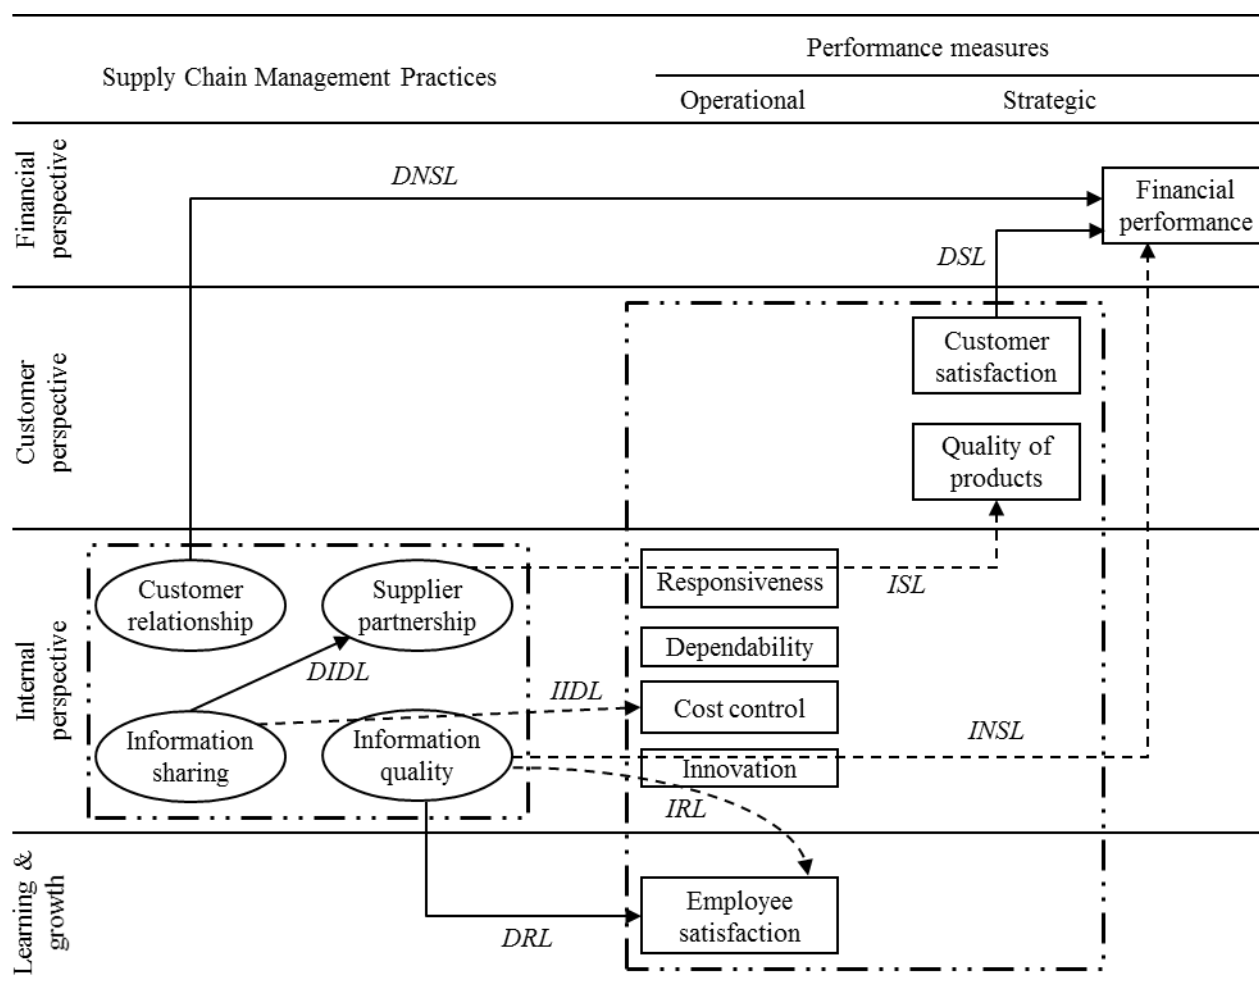 Performance measures
Supply Chain Management Practices
Operational
Strategic
Financial
perspective
DNSL
Financial
performance
DSL
Customer
perspective
Customer
satisfaction
Quality of
products
Internal
perspective
Customer
relationship
Supplier
partnership
Responsiveness
ISL
Dependability
DIDL
IIDL
Cost control
Information
sharing
Information
quality
INSL
Innovation
IRL
Learning &
growth
Employee
satisfaction
DRL